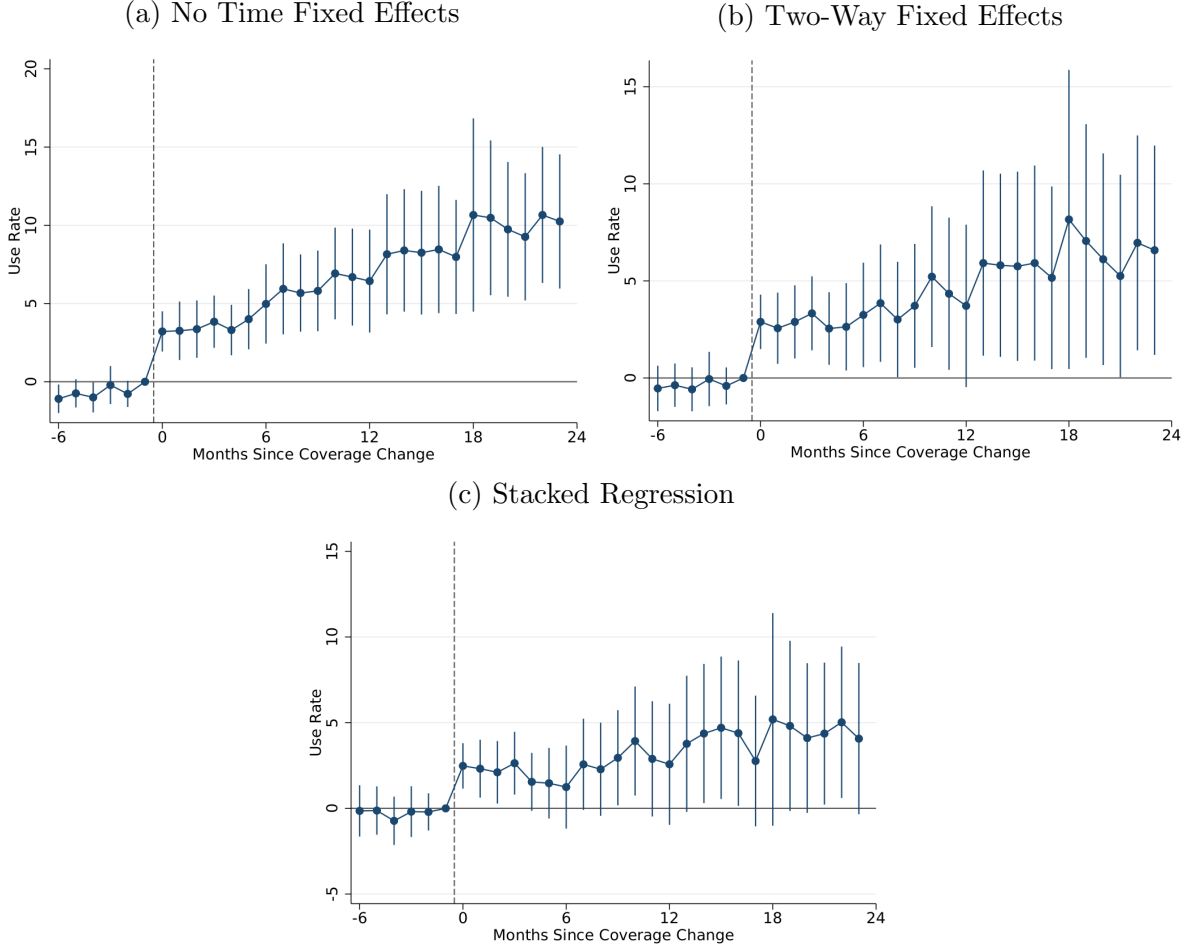 (a) No Time Fixed Effects
20
15
10
5
0
Use Rate
-6 0 6 12 18 24
Months Since Coverage Change
(b) Two-Way Fixed Effects
15
10
5
0
Use Rate
-6 0 6 12 18 24
Months Since Coverage Change
(c) Stacked Regression
15
10
5
0
-5
Use Rate
-6 0 6 12 18 24
Months Since Coverage Change